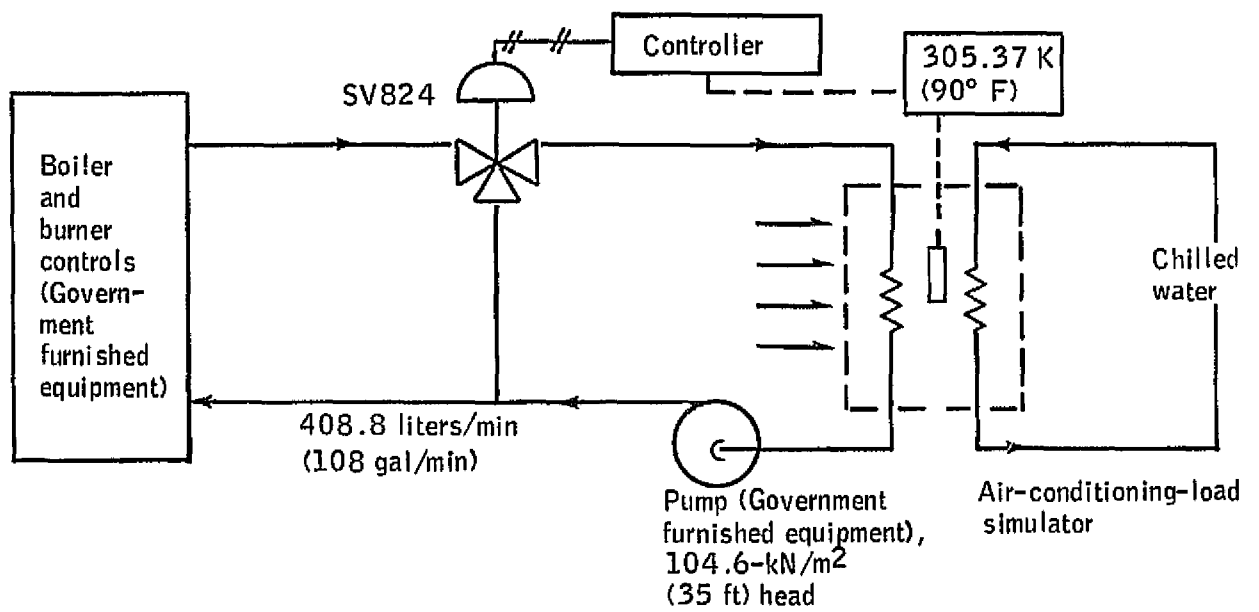 Controller
305.37 K
(90° F)
SV824
Boiler
and
burner
controls
(Govern-
ment
furnished
equipment)
Chilled
water
408.8 liters/min
(108 gal/min)
Pump (Government
furnished equipment),
104.6-kN/m2
(35 ft) head
Air-conditioning-load
simulator